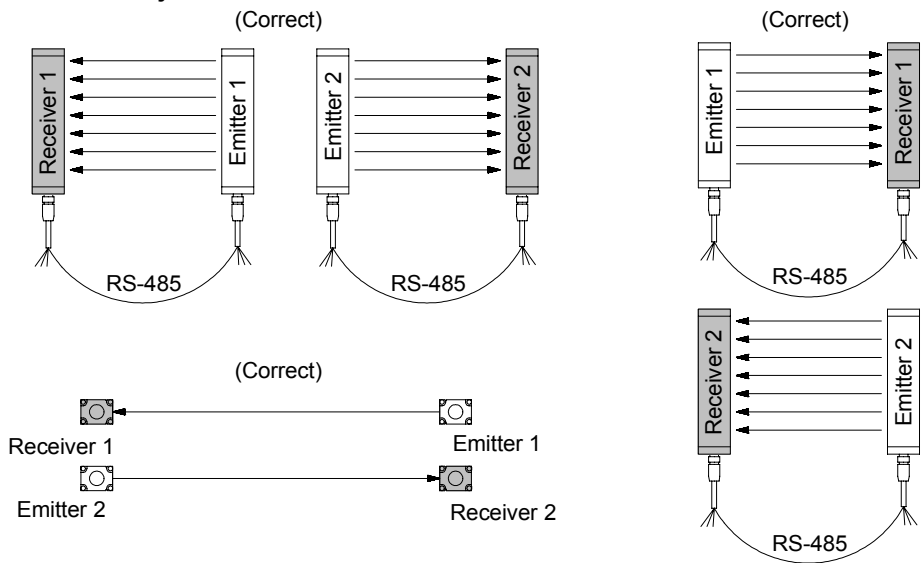 (Correct)
Receiver 1
Emitter 1
Emitter 2
Receiver 2
RS-485
RS-485
(Correct)
Emitter 1
Receiver 1
RS-485
Receiver 2
Emitter 2
RS-485
(Correct)
Receiver 1
Emitter 1
Emitter 2
Receiver 2